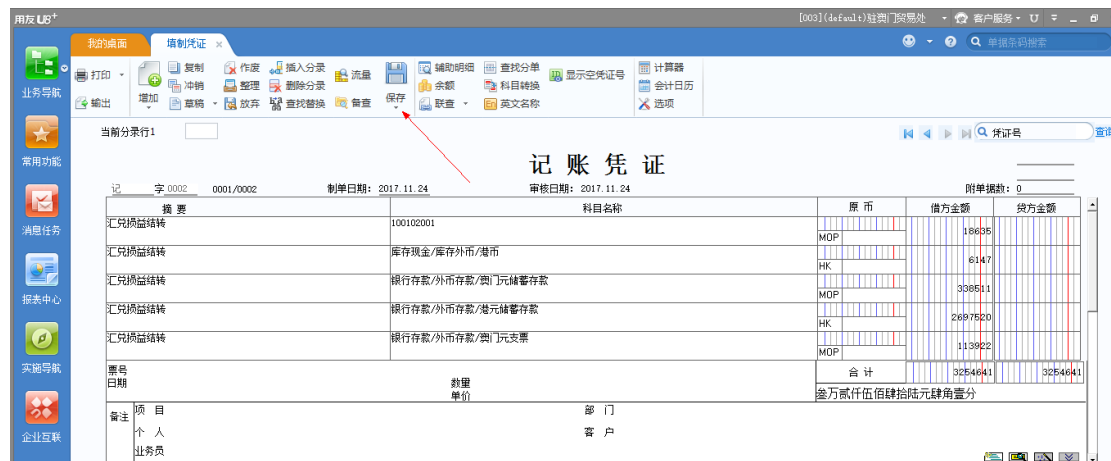 用友U8+ [003](default)驻奥门贸易处 客户服务
我的桌面 填制凭证 单据条码搜索
打印 复制 作废 插入分录 辅助明细 查找分单 计算器
冲销 整理 删除分录 流量 余额 科目转换 显示空凭证号 会计日历
输出 增加 草稿 放弃 查找替换 备查 保存 联查 英文名称 选项
业务导航
常用功能
消息任务
报表中心
实施导航
企业互联
当前分录行1 凭证号 查询
记 账 凭 证
记 字 0002 0001/0002 制单日期: 2017.11.24 审核日期: 2017.11.24 附单据数: 0
摘 要 科目名称 原 币 借方金额 贷方金额
汇兑损益结转 100102001 MOP 18635
汇兑损益结转 库存现金/库存外币/港币 HK 6147
汇兑损益结转 银行存款/外币存款/奥门元储蓄存款 MOP 338511
汇兑损益结转 银行存款/外币存款/港元储蓄存款 HK 2697520
汇兑损益结转 银行存款/外币存款/奥门元支票 MOP 113922
票号
日期 数量 合 计 3254641 3254641
单价 叁万贰仟伍佰肆拾陆元肆角壹分
备注 项 目 部 门
个 人 客 户
业务员